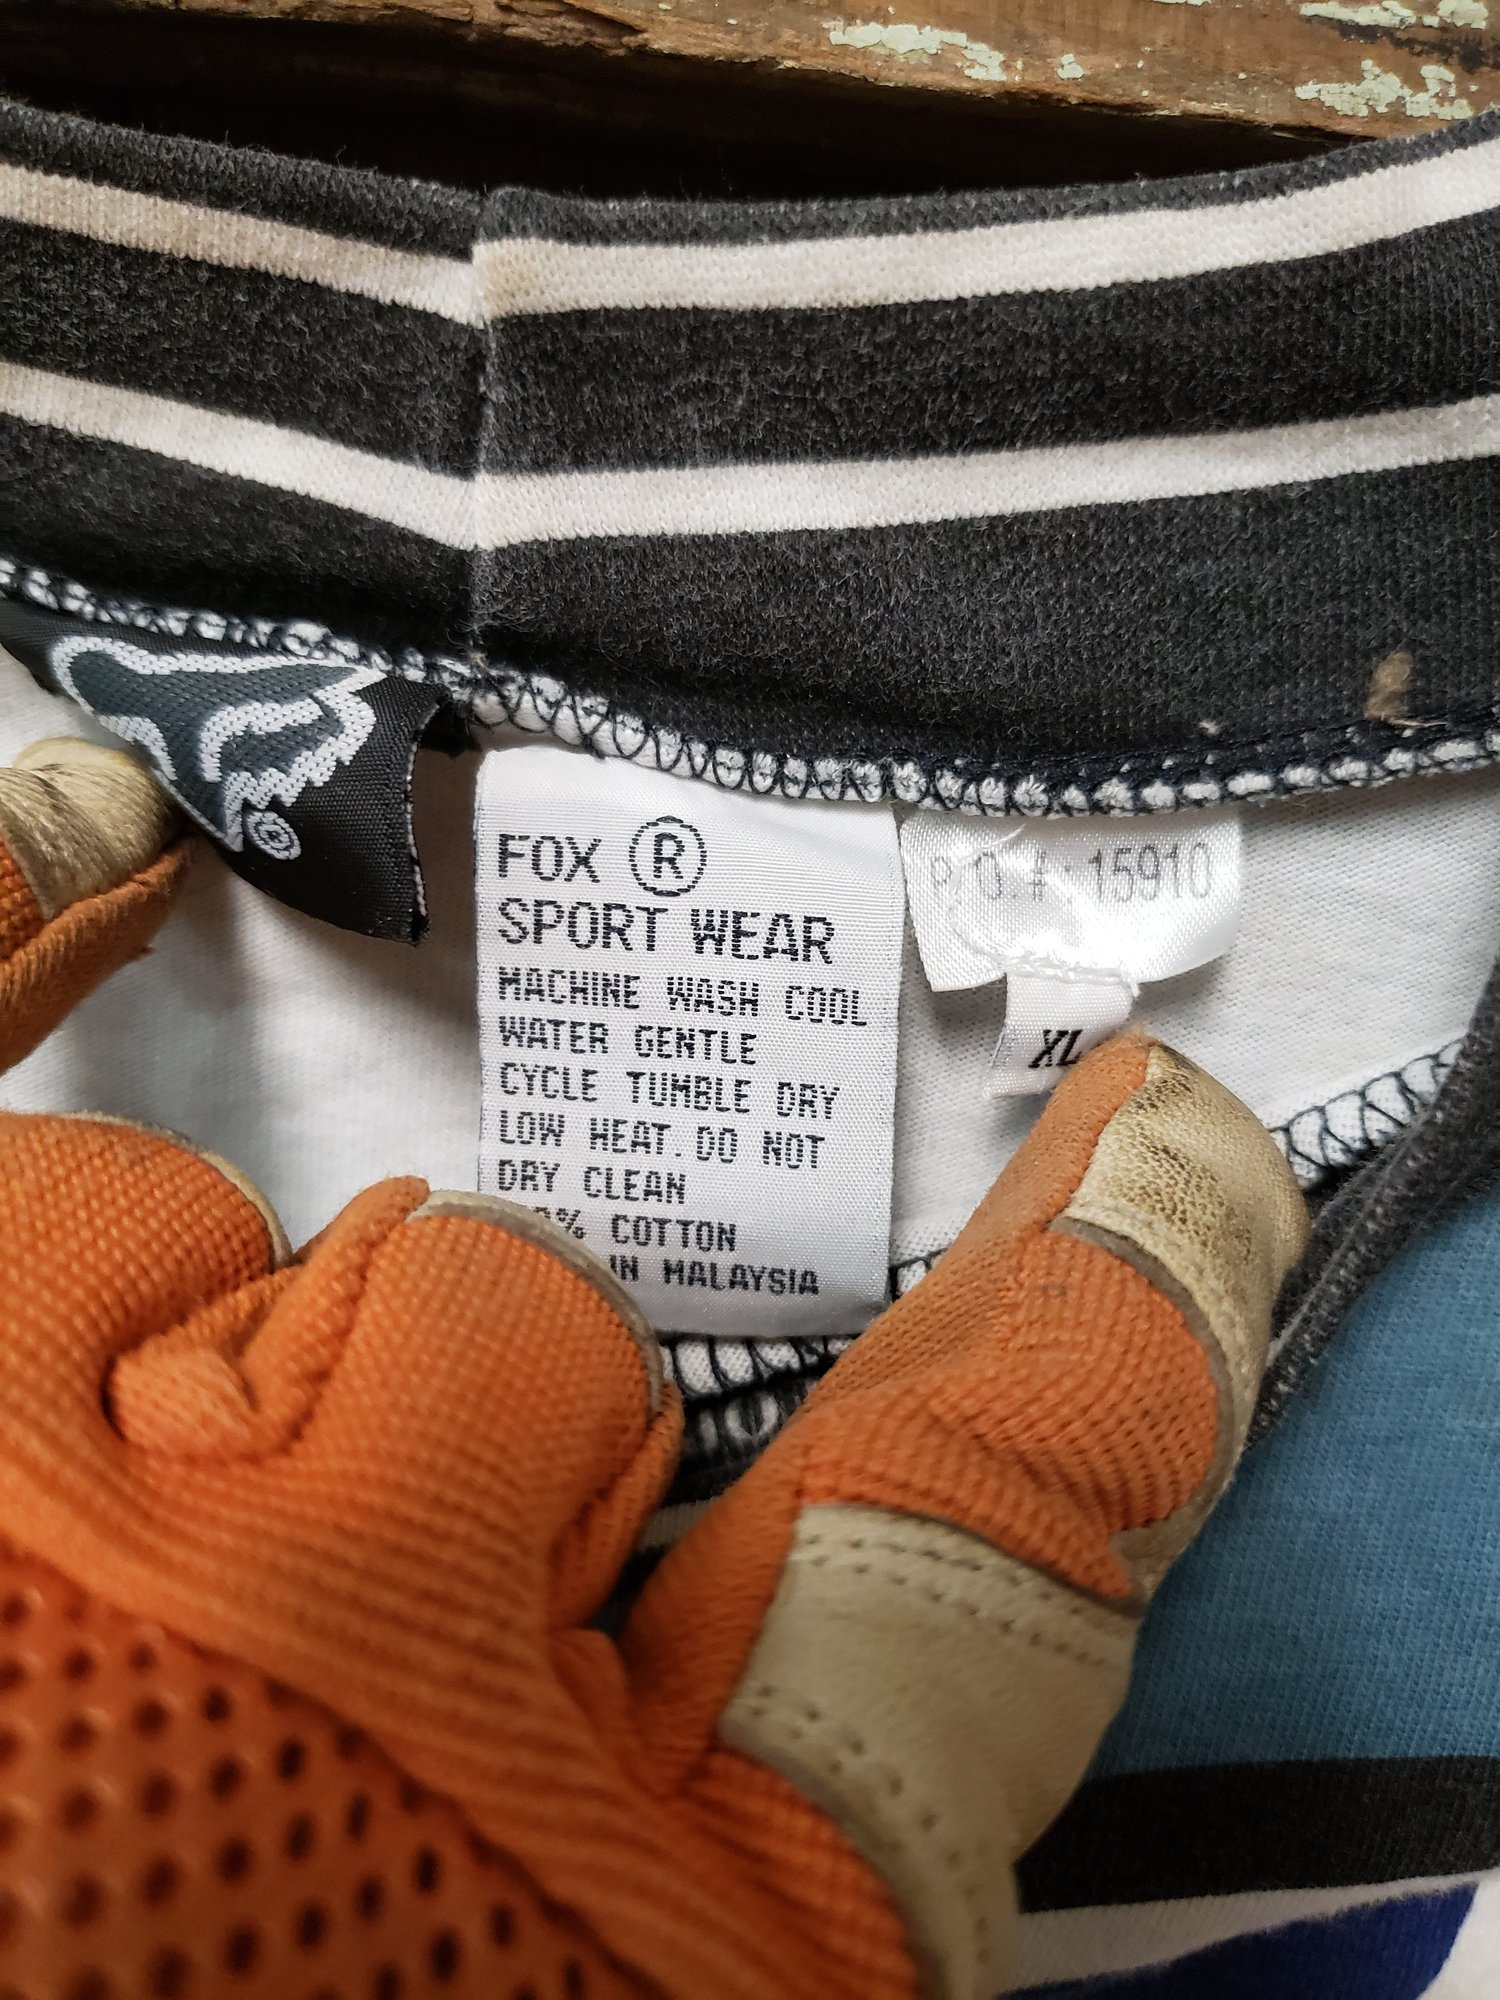 FOX ®
SPORT WEAR
MACHINE WASH COOL
WATER GENTLE
CYCLE TUMBLE DRY
LOW HEAT. DO NOT
DRY CLEAN
% COTTON
IN MALAYSIA
P.O.#: 15910
XL
®